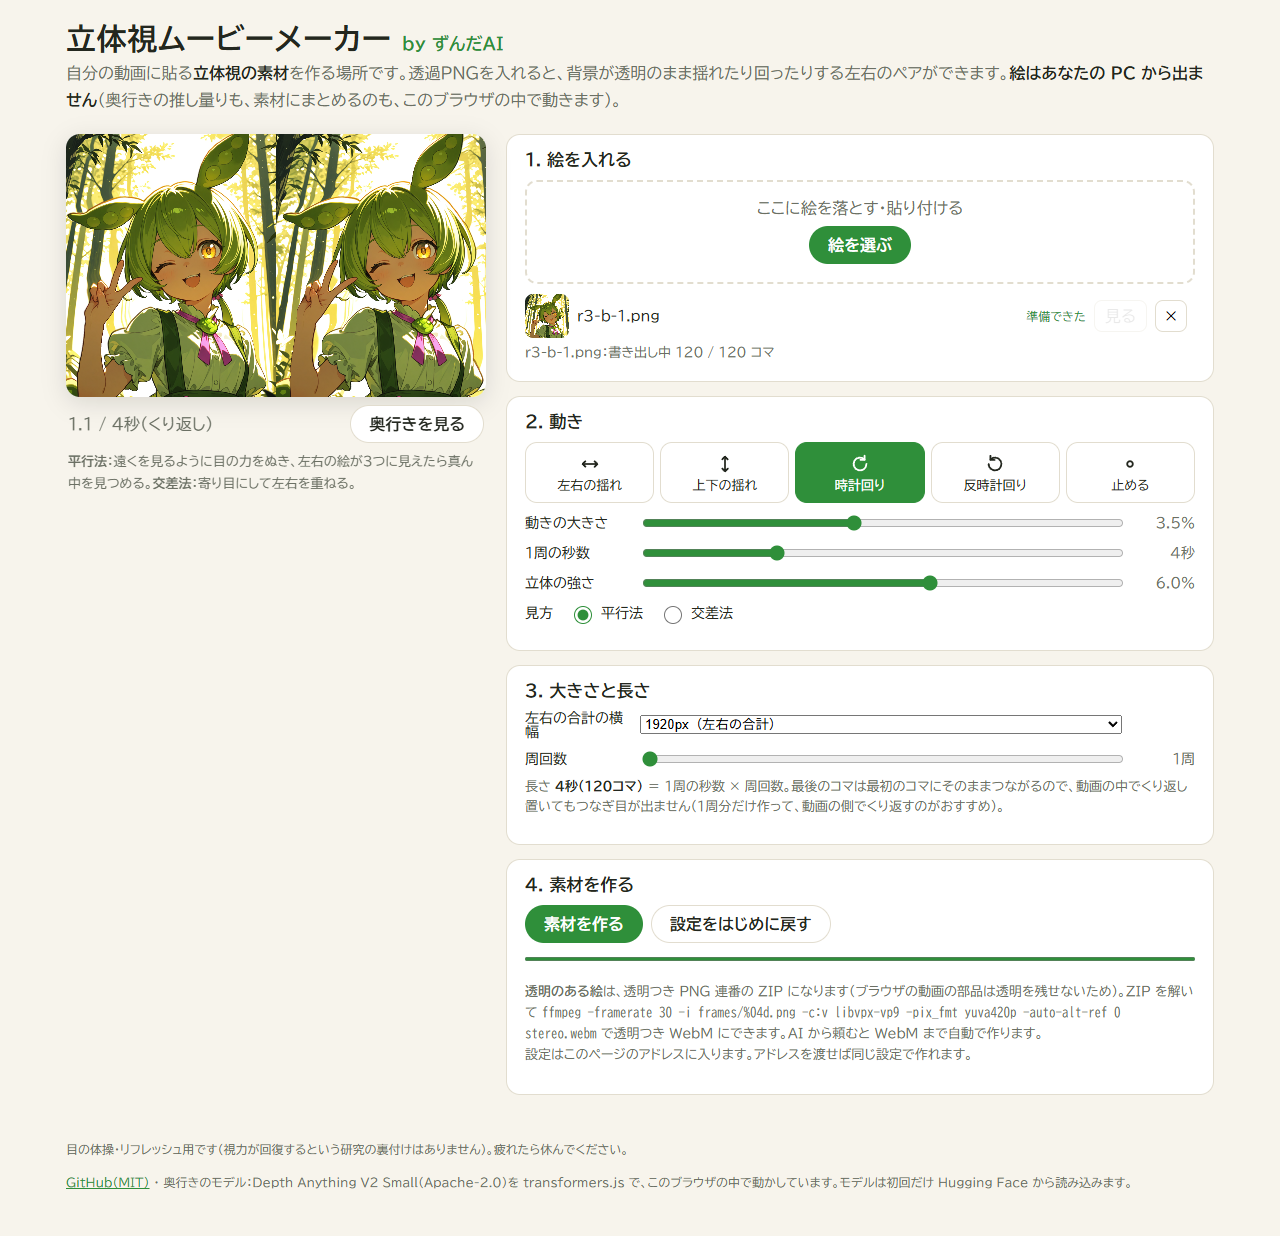 立体視ムービーメーカー by ずんだAI
自分の動画に貼る立体視の素材を作る場所です。透過PNGを入れると、背景が透明のまま揺れたり回ったりする左右のペアができます。絵はあなたの PC から出ま
せん（奥行きの推し量りも、素材にまとめるのも、このブラウザの中で動きます）。
1.1 / 4秒（くり返し）
奥行きを見る
平行法：遠くを見るように目の力をぬき、左右の絵が3つに見えたら真ん
中を見つめる。交差法：寄り目にして左右を重ねる。
1. 絵を入れる
ここに絵を落とす・貼り付ける
絵を選ぶ
r3-b-1.png
準備できた
見る
×
r3-b-1.png：書き出し中 120 / 120 コマ
2. 動き
左右の揺れ
上下の揺れ
時計回り
反時計回り
止める
動きの大きさ 3.5%
1周の秒数 4秒
立体の強さ 6.0%
見方 平行法 交差法
3. 大きさと長さ
左右の合計の横
幅
1920px（左右の合計）
周回数 1周
長さ 4秒（120コマ） ＝ 1周の秒数 × 周回数。最後のコマは最初のコマにそのままつながるので、動画の中でくり返し
置いてもつなぎ目が出ません（1周分だけ作って、動画の側でくり返すのがおすすめ）。
4. 素材を作る
素材を作る
設定をはじめに戻す
透明のある絵は、透明つき PNG 連番の ZIP になります（ブラウザの動画の部品は透明を残せないため）。ZIP を解い
て ffmpeg -framerate 30 -i frames/%04d.png -c:v libvpx-vp9 -pix_fmt yuva420p -auto-alt-ref 0
stereo.webm で透明つき WebM にできます。AI から頼むと WebM まで自動で作ります。
設定はこのページのアドレスに入ります。アドレスを渡せば同じ設定で作れます。
目の体操・リフレッシュ用です（視力が回復するという研究の裏付けはありません）。疲れたら休んでください。
GitHub（MIT） · 奥行きのモデル：Depth Anything V2 Small（Apache-2.0）を transformers.js で、このブラウザの中で動かしています。モデルは初回だけ Hugging Face から読み込みます。